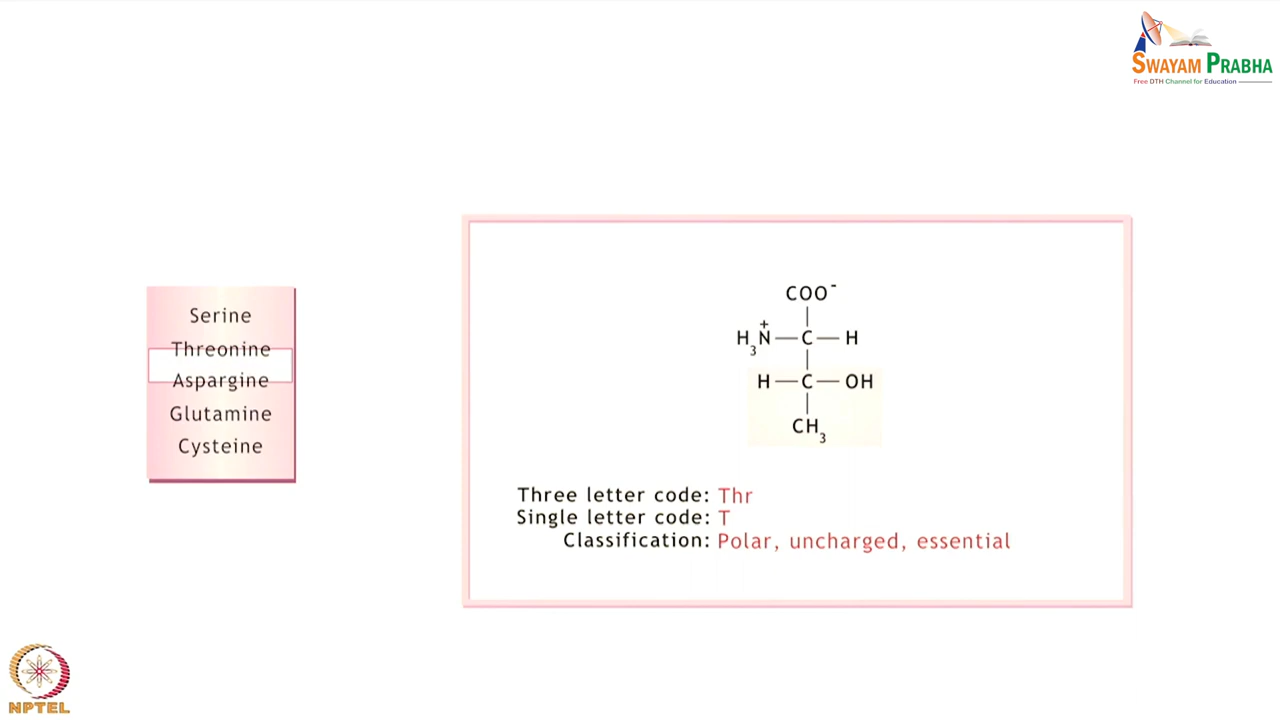 SWAYAM PRABHA
Free DTH Channel for Education
Serine
Threonine
Aspargine
Glutamine
Cysteine
COO-
H3N+—C—H
H—C—OH
CH3
Three letter code: Thr
Single letter code: T
Classification: Polar, uncharged, essential
NPTEL